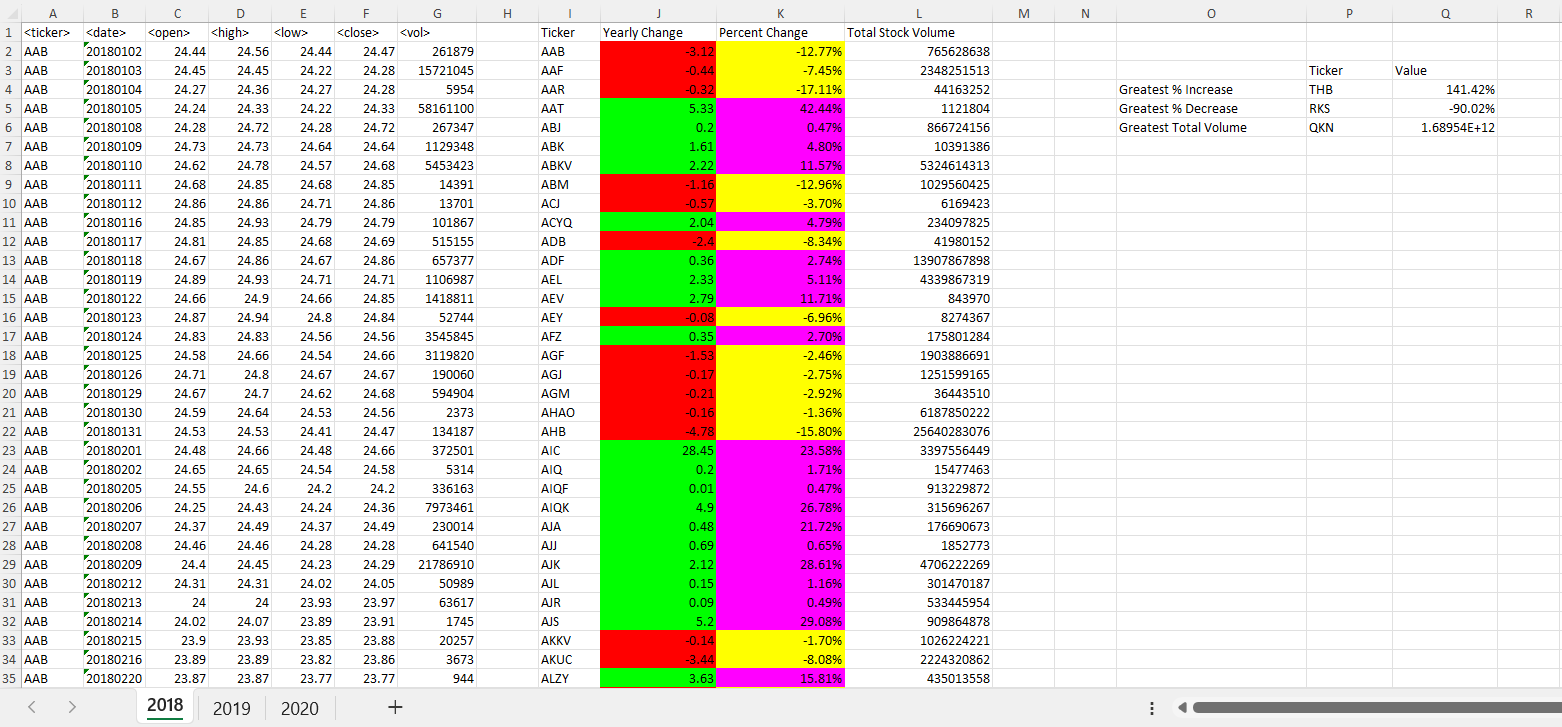 A B C D E F G H I J K L M N O P Q R
1 <ticker> <date> <open> <high> <low> <close> <vol> Ticker Yearly Change Percent Change Total Stock Volume
2 AAB 20180102 24.44 24.56 24.44 24.47 261879 AAB -3.12 -12.77% 765628638
3 AAB 20180103 24.45 24.45 24.22 24.28 15721045 AAF -0.44 -7.45% 2348251513 Ticker Value
4 AAB 20180104 24.27 24.36 24.27 24.28 5954 AAR -0.32 -17.11% 44163252 Greatest % Increase THB 141.42%
5 AAB 20180105 24.24 24.33 24.22 24.33 58161100 AAT 5.33 42.44% 1121804 Greatest % Decrease RKS -90.02%
6 AAB 20180108 24.28 24.72 24.28 24.72 267347 ABJ 0.2 0.47% 866724156 Greatest Total Volume QKN 1.68954E+12
7 AAB 20180109 24.73 24.73 24.64 24.64 1129348 ABK 1.61 4.80% 10391386
8 AAB 20180110 24.62 24.78 24.57 24.68 5453423 ABKV 2.22 11.57% 5324614313
9 AAB 20180111 24.68 24.85 24.68 24.85 14391 ABM -1.16 -12.96% 1029560425
10 AAB 20180112 24.86 24.86 24.71 24.86 13701 ACJ -0.57 -3.70% 6169423
11 AAB 20180116 24.85 24.93 24.79 24.79 101867 ACYQ 2.04 4.79% 234097825
12 AAB 20180117 24.81 24.85 24.68 24.69 515155 ADB -2.4 -8.34% 41980152
13 AAB 20180118 24.67 24.86 24.67 24.86 657377 ADF 0.36 2.74% 13907867898
14 AAB 20180119 24.89 24.93 24.71 24.71 1106987 AEL 2.33 5.11% 4339867319
15 AAB 20180122 24.66 24.9 24.66 24.85 1418811 AEV 2.79 11.71% 843970
16 AAB 20180123 24.87 24.94 24.8 24.84 52744 AEY -0.08 -6.96% 8274367
17 AAB 20180124 24.83 24.83 24.56 24.56 3545845 AFZ 0.35 2.70% 175801284
18 AAB 20180125 24.58 24.66 24.54 24.66 3119820 AGF -1.53 -2.46% 1903886691
19 AAB 20180126 24.71 24.8 24.67 24.67 190060 AGJ -0.17 -2.75% 1251599165
20 AAB 20180129 24.67 24.7 24.62 24.68 594904 AGM -0.21 -2.92% 36443510
21 AAB 20180130 24.59 24.64 24.53 24.56 2373 AHAO -0.16 -1.36% 6187850222
22 AAB 20180131 24.53 24.53 24.41 24.47 134187 AHB -4.78 -15.80% 25640283076
23 AAB 20180201 24.48 24.66 24.48 24.66 372501 AIC 28.45 23.58% 3397556449
24 AAB 20180202 24.65 24.65 24.54 24.58 5314 AIQ 0.2 1.71% 15477463
25 AAB 20180205 24.55 24.6 24.2 24.2 336163 AIQF 0.01 0.47% 913229872
26 AAB 20180206 24.25 24.43 24.24 24.36 7973461 AIQK 4.9 26.78% 315696267
27 AAB 20180207 24.37 24.49 24.37 24.49 230014 AJA 0.48 21.72% 176690673
28 AAB 20180208 24.46 24.46 24.28 24.28 641540 AJJ 0.69 0.65% 1852773
29 AAB 20180209 24.4 24.45 24.23 24.29 21786910 AJK 2.12 28.61% 4706222269
30 AAB 20180212 24.31 24.31 24.02 24.05 50989 AJL 0.15 1.16% 301470187
31 AAB 20180213 24 24 23.93 23.97 63617 AJR 0.09 0.49% 533445954
32 AAB 20180214 24.02 24.07 23.89 23.91 1745 AJS 5.2 29.08% 909864878
33 AAB 20180215 23.9 23.93 23.85 23.88 20257 AKKV -0.14 -1.70% 1026224221
34 AAB 20180216 23.89 23.89 23.82 23.86 3673 AKUC -3.44 -8.08% 2224320862
35 AAB 20180220 23.87 23.87 23.77 23.77 944 ALZY 3.63 15.81% 435013558
2018 2019 2020 +